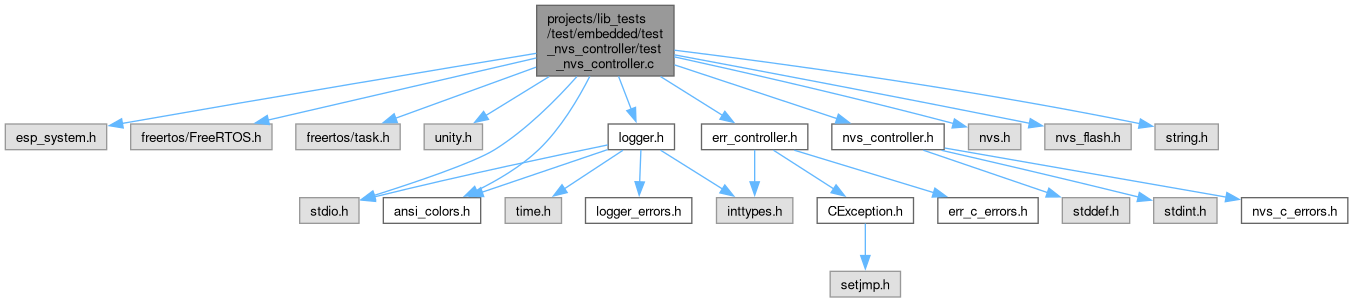 projects/lib_tests
/test/embedded/test
_nvs_controller/test
_nvs_controller.c
esp_system.h
freertos/FreeRTOS.h
freertos/task.h
unity.h
logger.h
err_controller.h
nvs_controller.h
nvs.h
nvs_flash.h
string.h
stdio.h
ansi_colors.h
time.h
logger_errors.h
inttypes.h
CException.h
err_c_errors.h
stddef.h
stdint.h
nvs_c_errors.h
setjmp.h